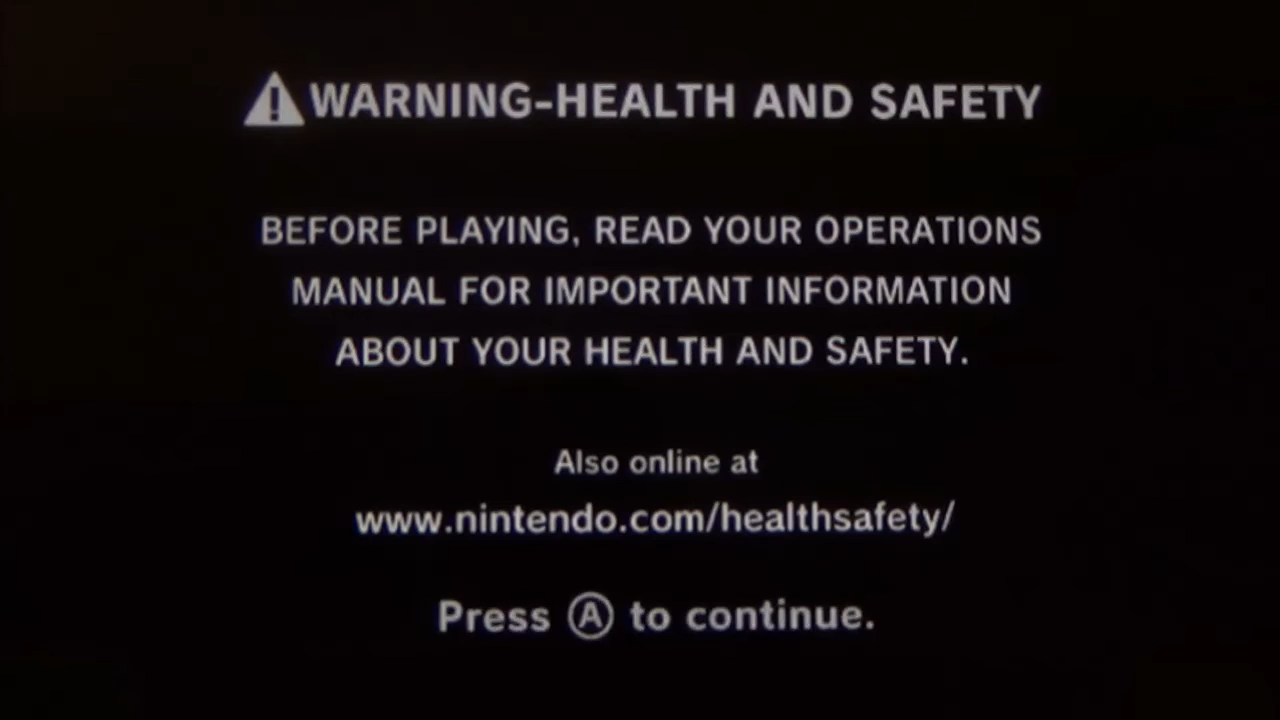 ⚠WARNING-HEALTH AND SAFETY
BEFORE PLAYING, READ YOUR OPERATIONS
MANUAL FOR IMPORTANT INFORMATION
ABOUT YOUR HEALTH AND SAFETY.
Also online at
www.nintendo.com/healthsafety/
Press Ⓐ to continue.